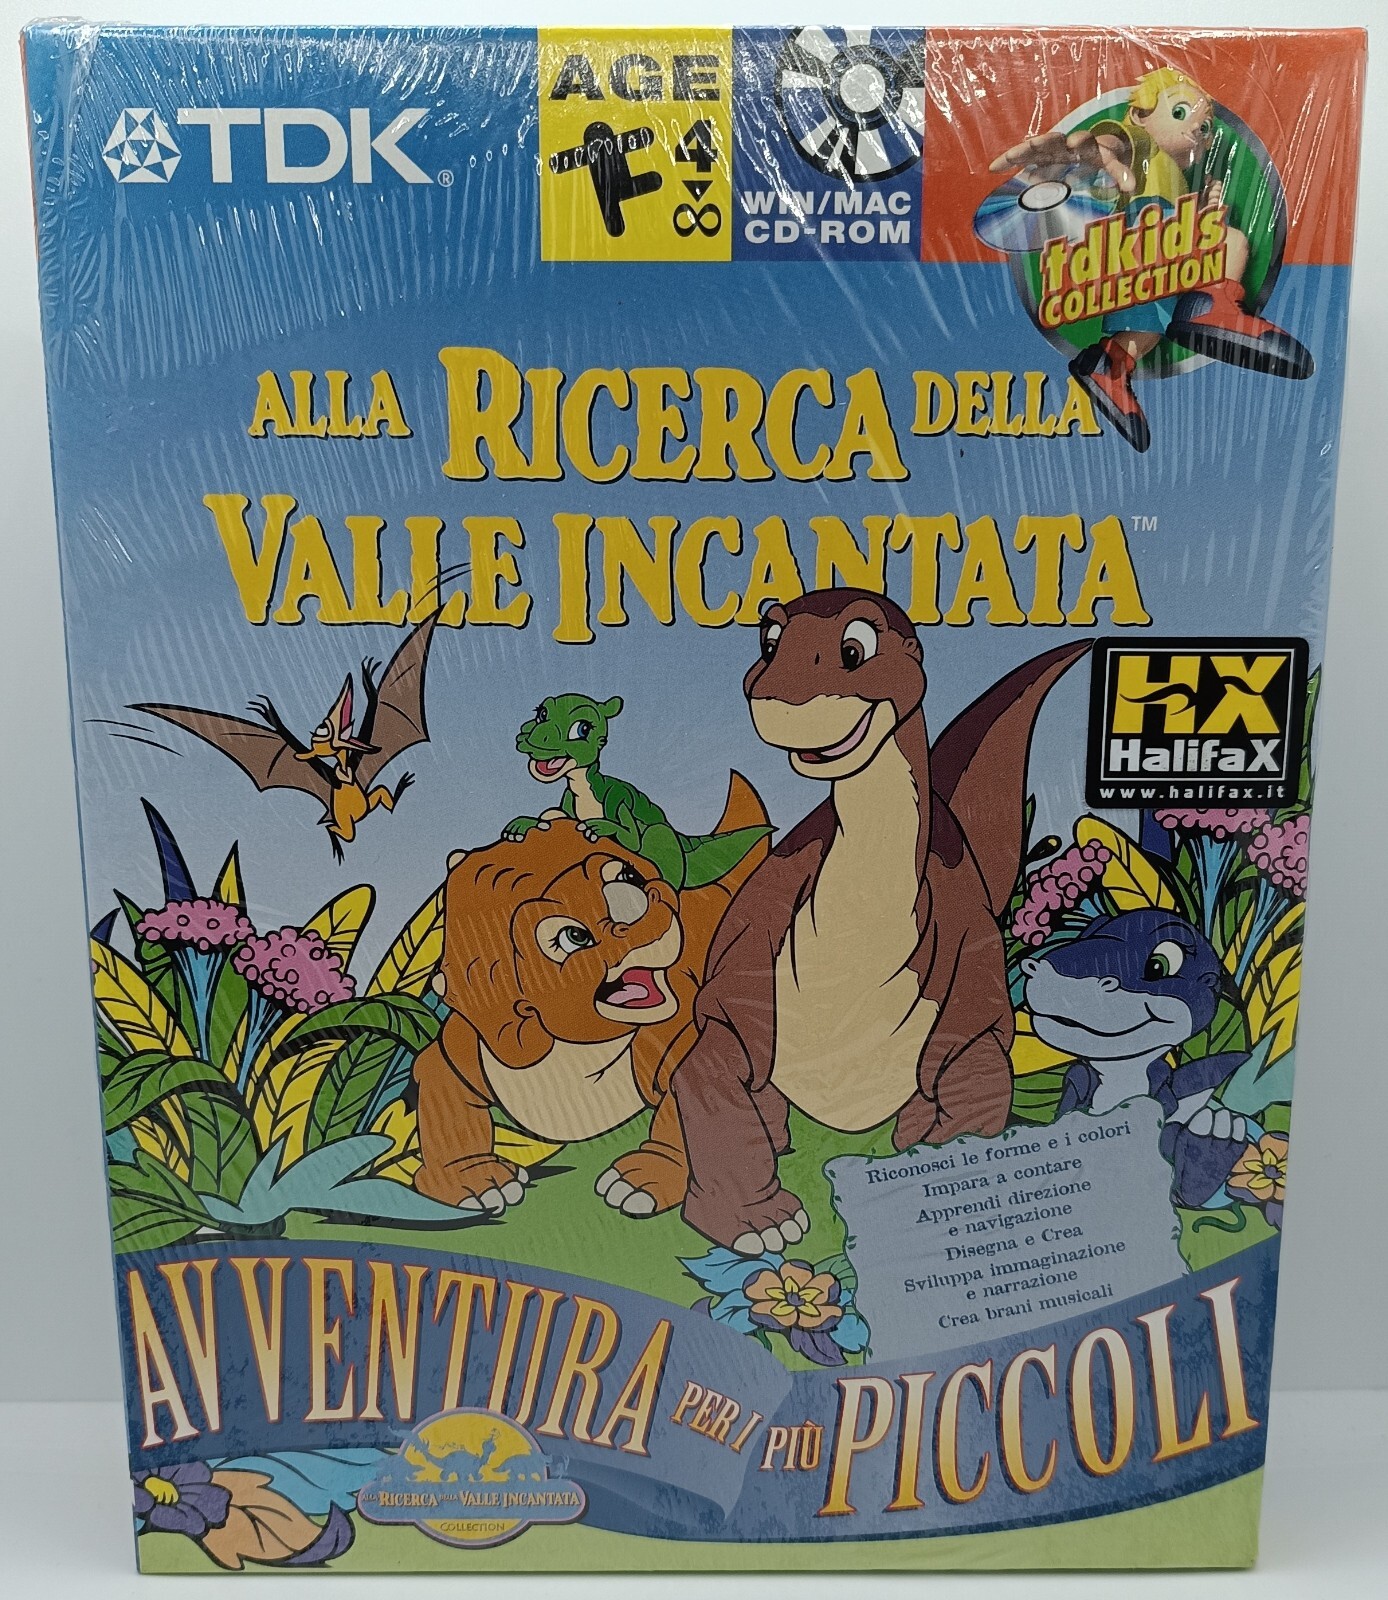 TDK®
AGE
4
8
WIN/MAC
CD-ROM
tdkids
COLLECTION
ALLA RICERCA DELLA
VALLE INCANTATA™
HX
HalifaX
www.halifax.it
Riconosci le forme e i colori
Impara a contare
Apprendi direzione
e navigazione
Disegna e Crea
Sviluppa immaginazione
e narrazione
Crea brani musicali
AVVENTURA PER I PIÙ PICCOLI
ALLA RICERCA DELLA VALLE INCANTATA
COLLECTION